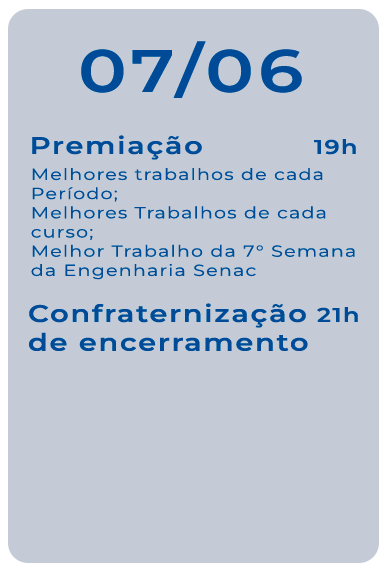 07/06
Premiação 19h
Melhores trabalhos de cada
Período;
Melhores Trabalhos de cada
curso;
Melhor Trabalho da 7° Semana
da Engenharia Senac
Confraternização 21h
de encerramento